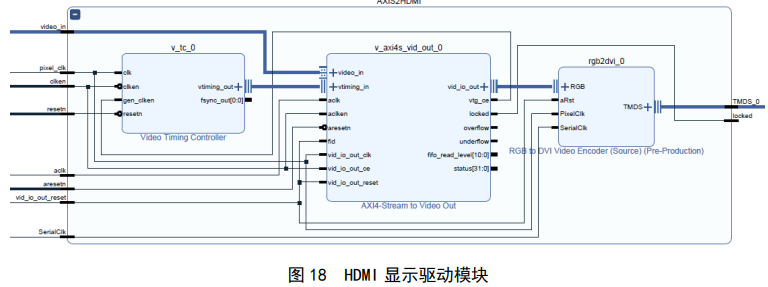 AXIS2HDMI
video_in
pixel_clk
clken
resetn
aclk
aresetn
vid_io_out_reset
SerialClk
v_tc_0
clk
clken
gen_clken
resetn
vtiming_out
fsync_out[0:0]
Video Timing Controller
v_axi4s_vid_out_0
video_in
vtiming_in
aclk
aclken
aresetn
fid
vid_io_out_clk
vid_io_out_ce
vid_io_out_reset
vid_io_out
vtg_ce
locked
overflow
underflow
fifo_read_level[10:0]
status[31:0]
AXI4-Stream to Video Out
rgb2dvi_0
RGB
aRst
PixelClk
SerialClk
TMDS
RGB to DVI Video Encoder (Source) (Pre-Production)
TMDS_0
locked
图 18 HDMI 显示驱动模块